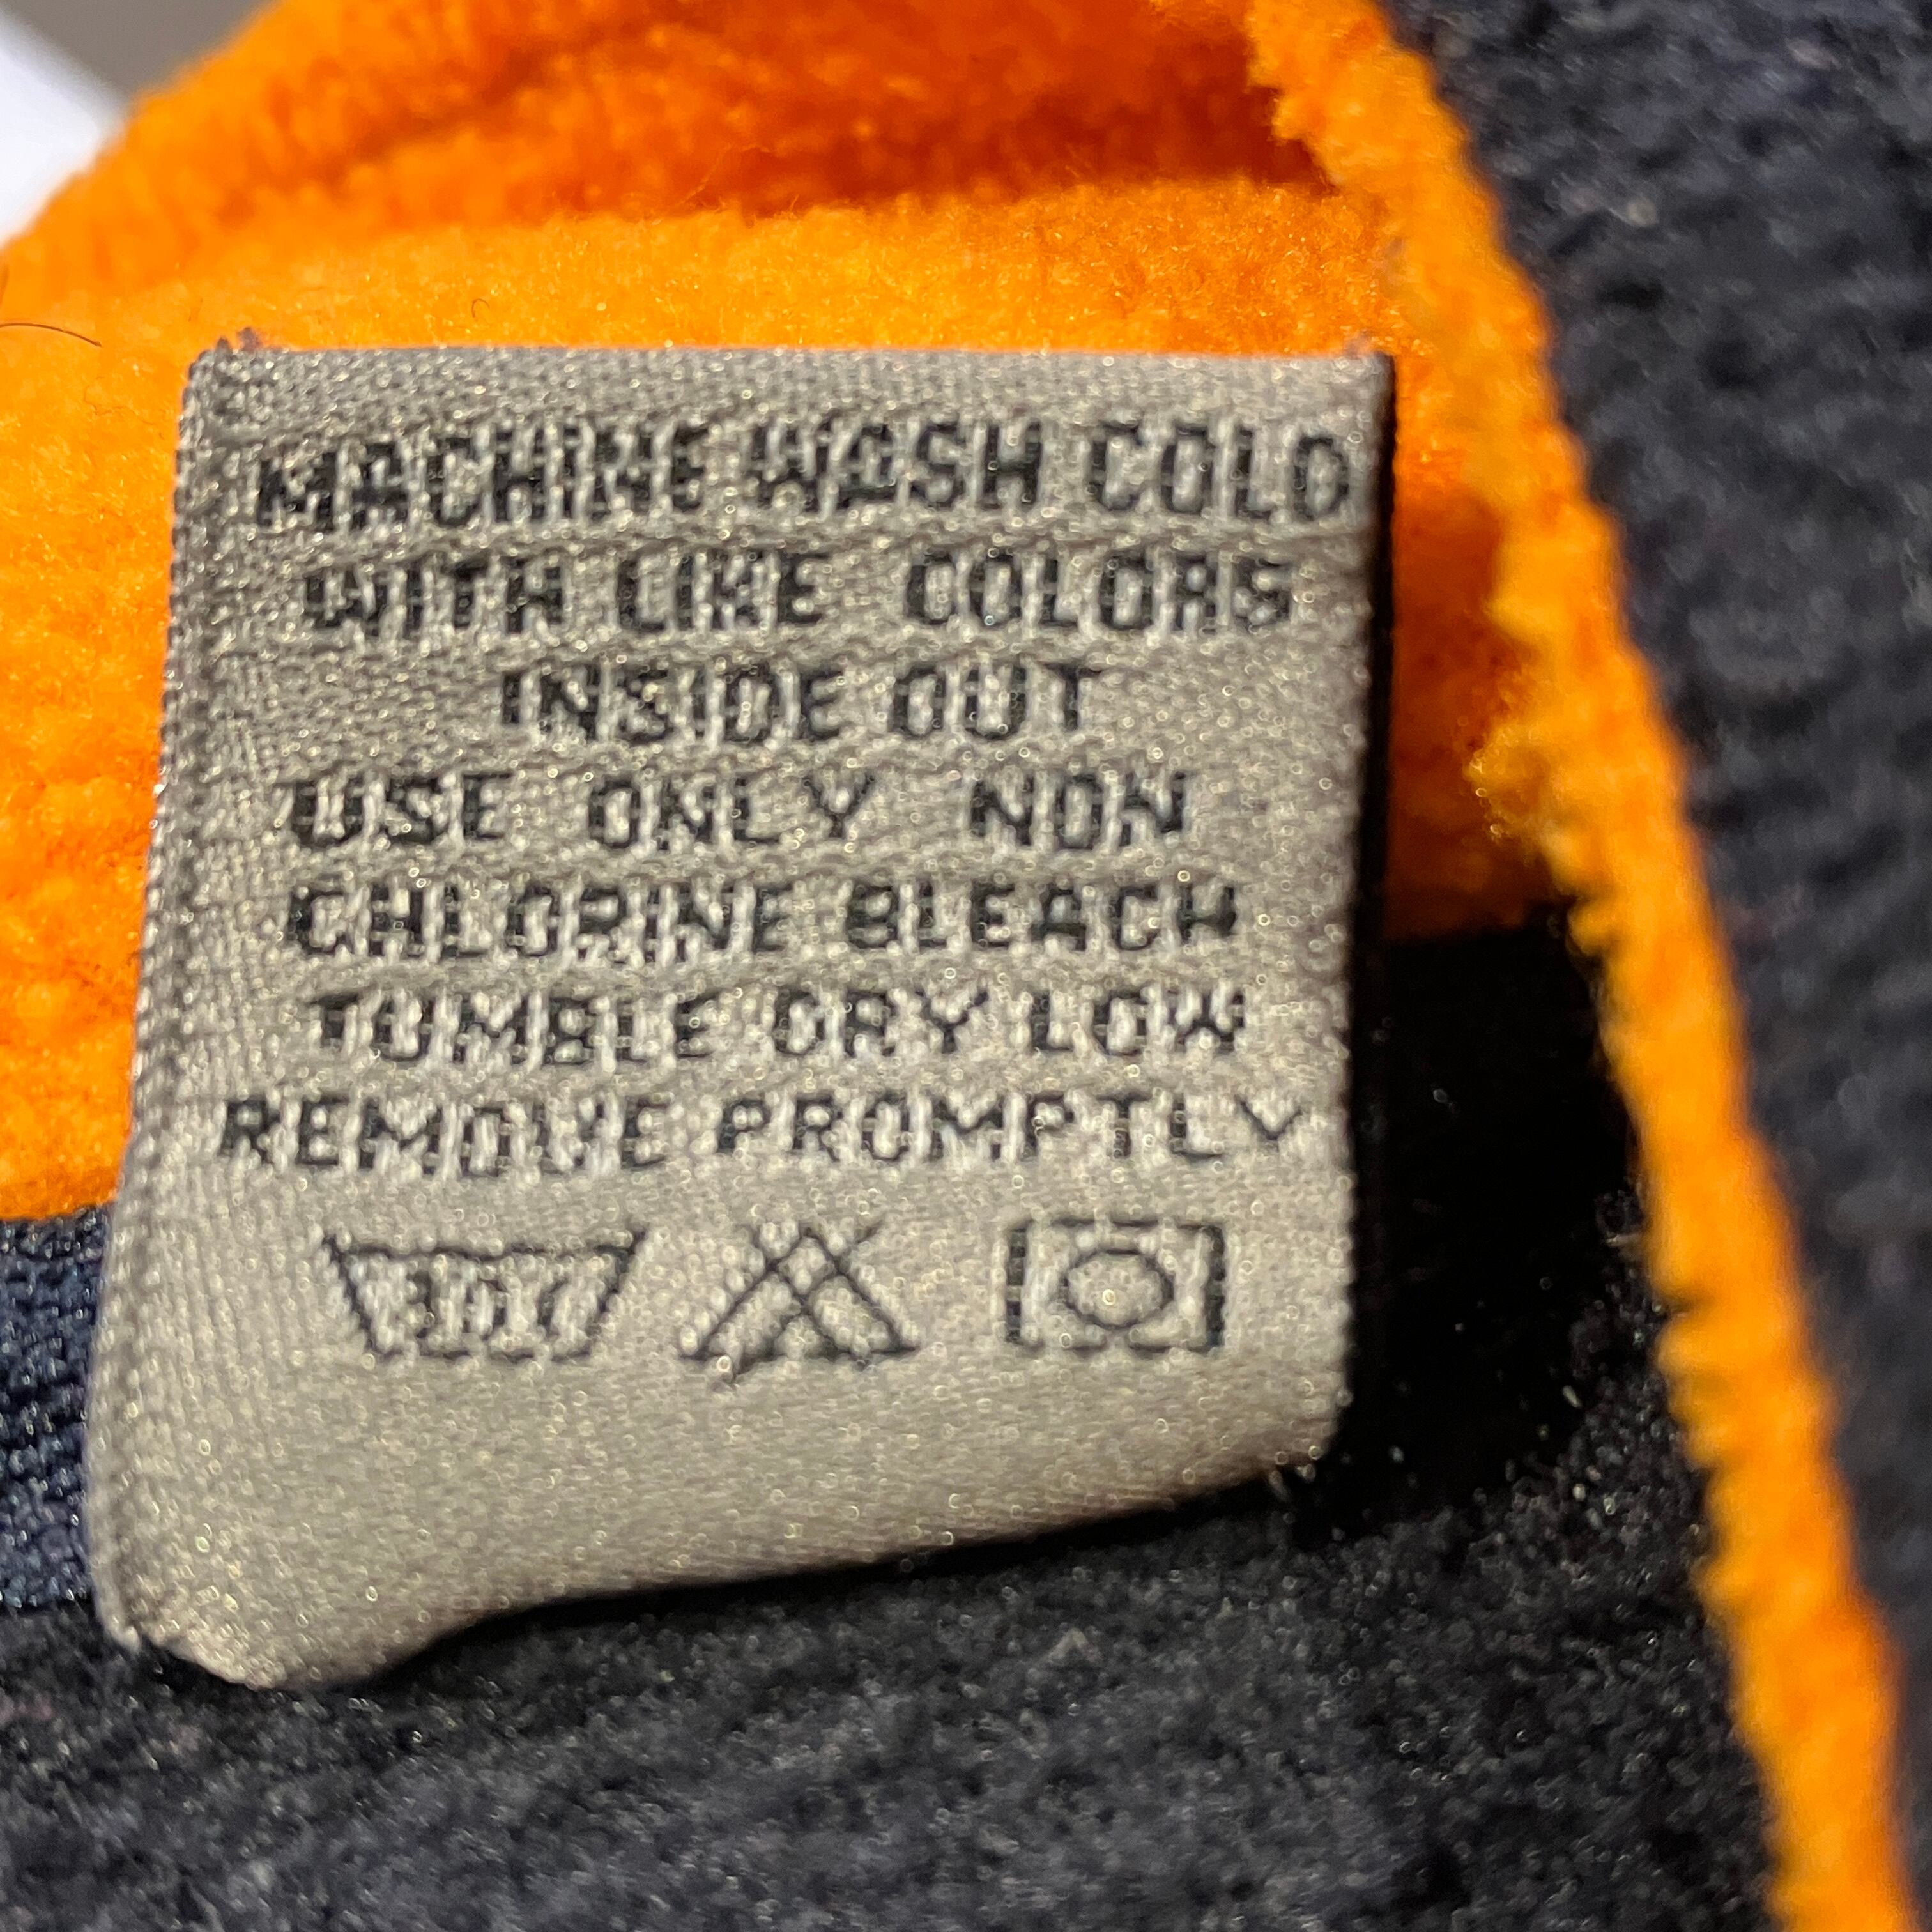 MACHINE WASH COLD
WITH LIKE COLORS
INSIDE OUT
USE ONLY NON
CHLORINE BLEACH
TUMBLE DRY LOW
REMOVE PROMPTLY